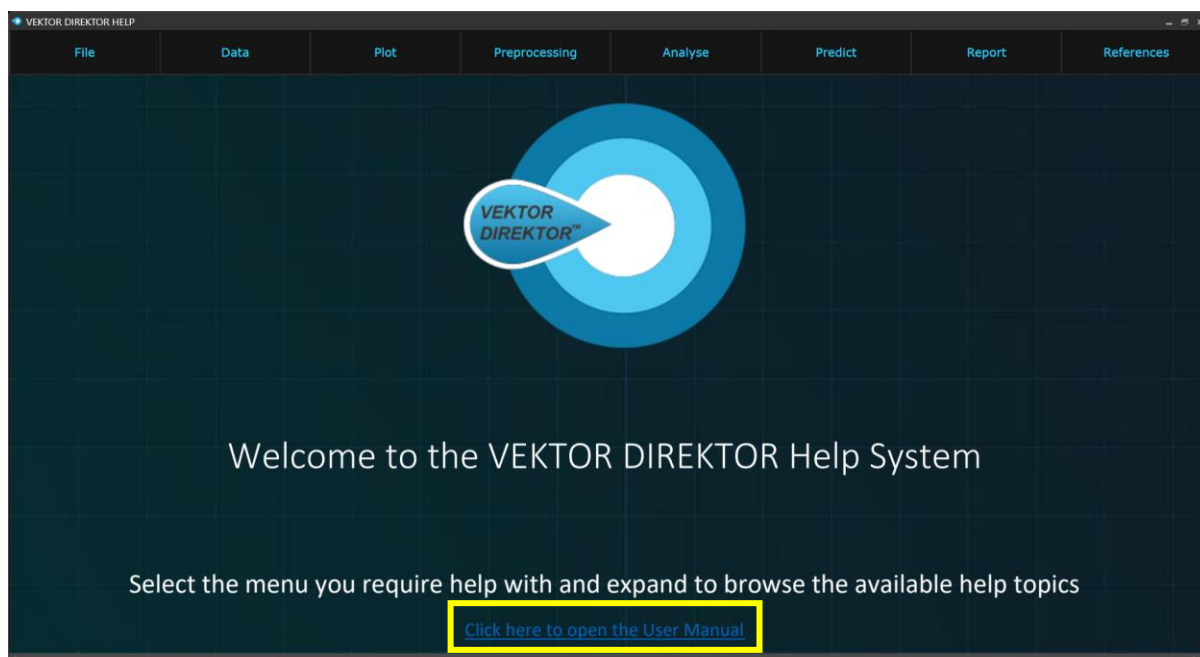 VEKTOR DIREKTOR HELP
File Data Plot Preprocessing Analyse Predict Report References
VEKTOR
DIREKTOR™
Welcome to the VEKTOR DIREKTOR Help System
Select the menu you require help with and expand to browse the available help topics
Click here to open the User Manual